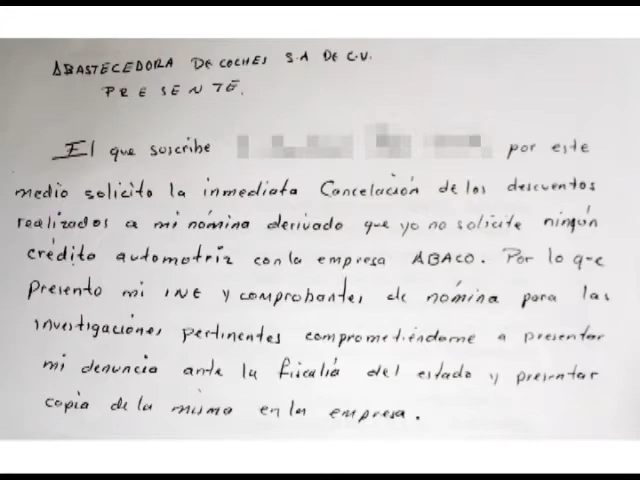 ABASTECEDORA DE COCHES S.A DE C.V.
PRESENTE.
El que suscribe por este
medio solicito la inmediata Cancelación de los descuentos
realizados a mi nómina derivado que yo no solicite ningún
crédito automotriz con la empresa ABACO. Por lo que
presento mi INE y comprobantes de nómina para las
investigaciones pertinentes comprometiéndome a presentar
mi denuncia ante la fiscalía del estado y presentar
copia de la misma en la empresa.